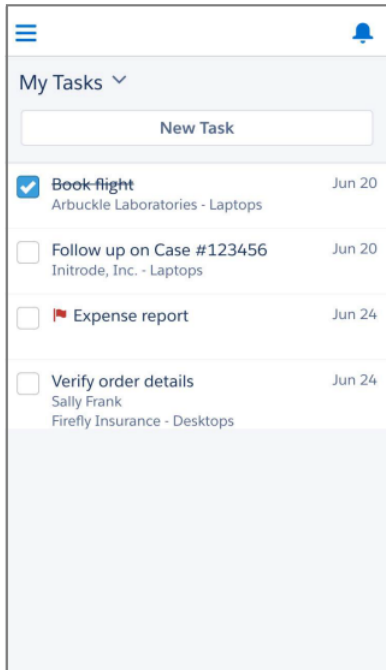 My Tasks
New Task
Book flight
Jun 20
Arbuckle Laboratories - Laptops
Follow up on Case #123456
Jun 20
Initrode, Inc. - Laptops
Expense report
Jun 24
Verify order details
Jun 24
Sally Frank
Firefly Insurance - Desktops